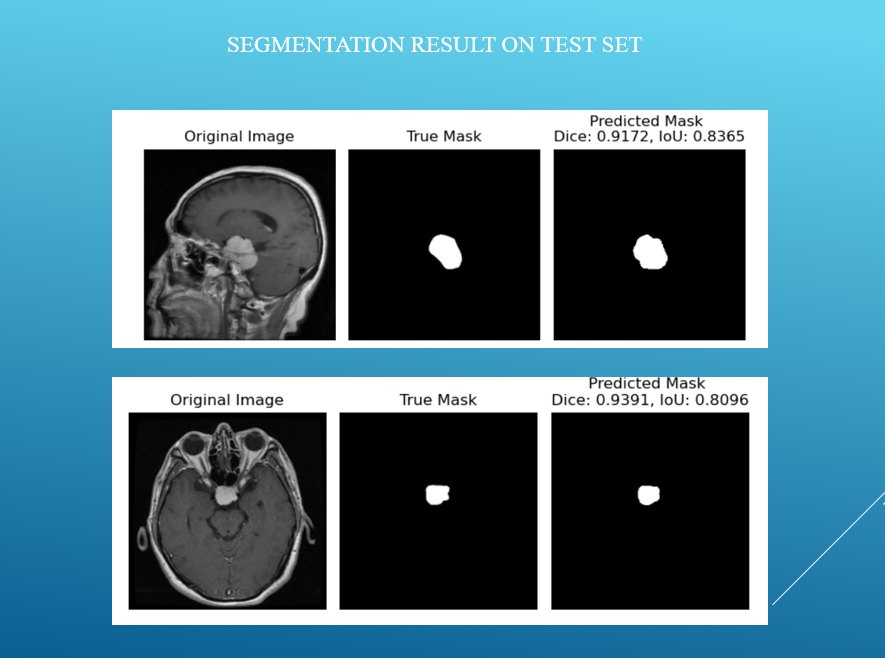 SEGMENTATION RESULT ON TEST SET
Original Image
True Mask
Predicted Mask
Dice: 0.9172, IoU: 0.8365
Original Image
True Mask
Predicted Mask
Dice: 0.9391, IoU: 0.8096